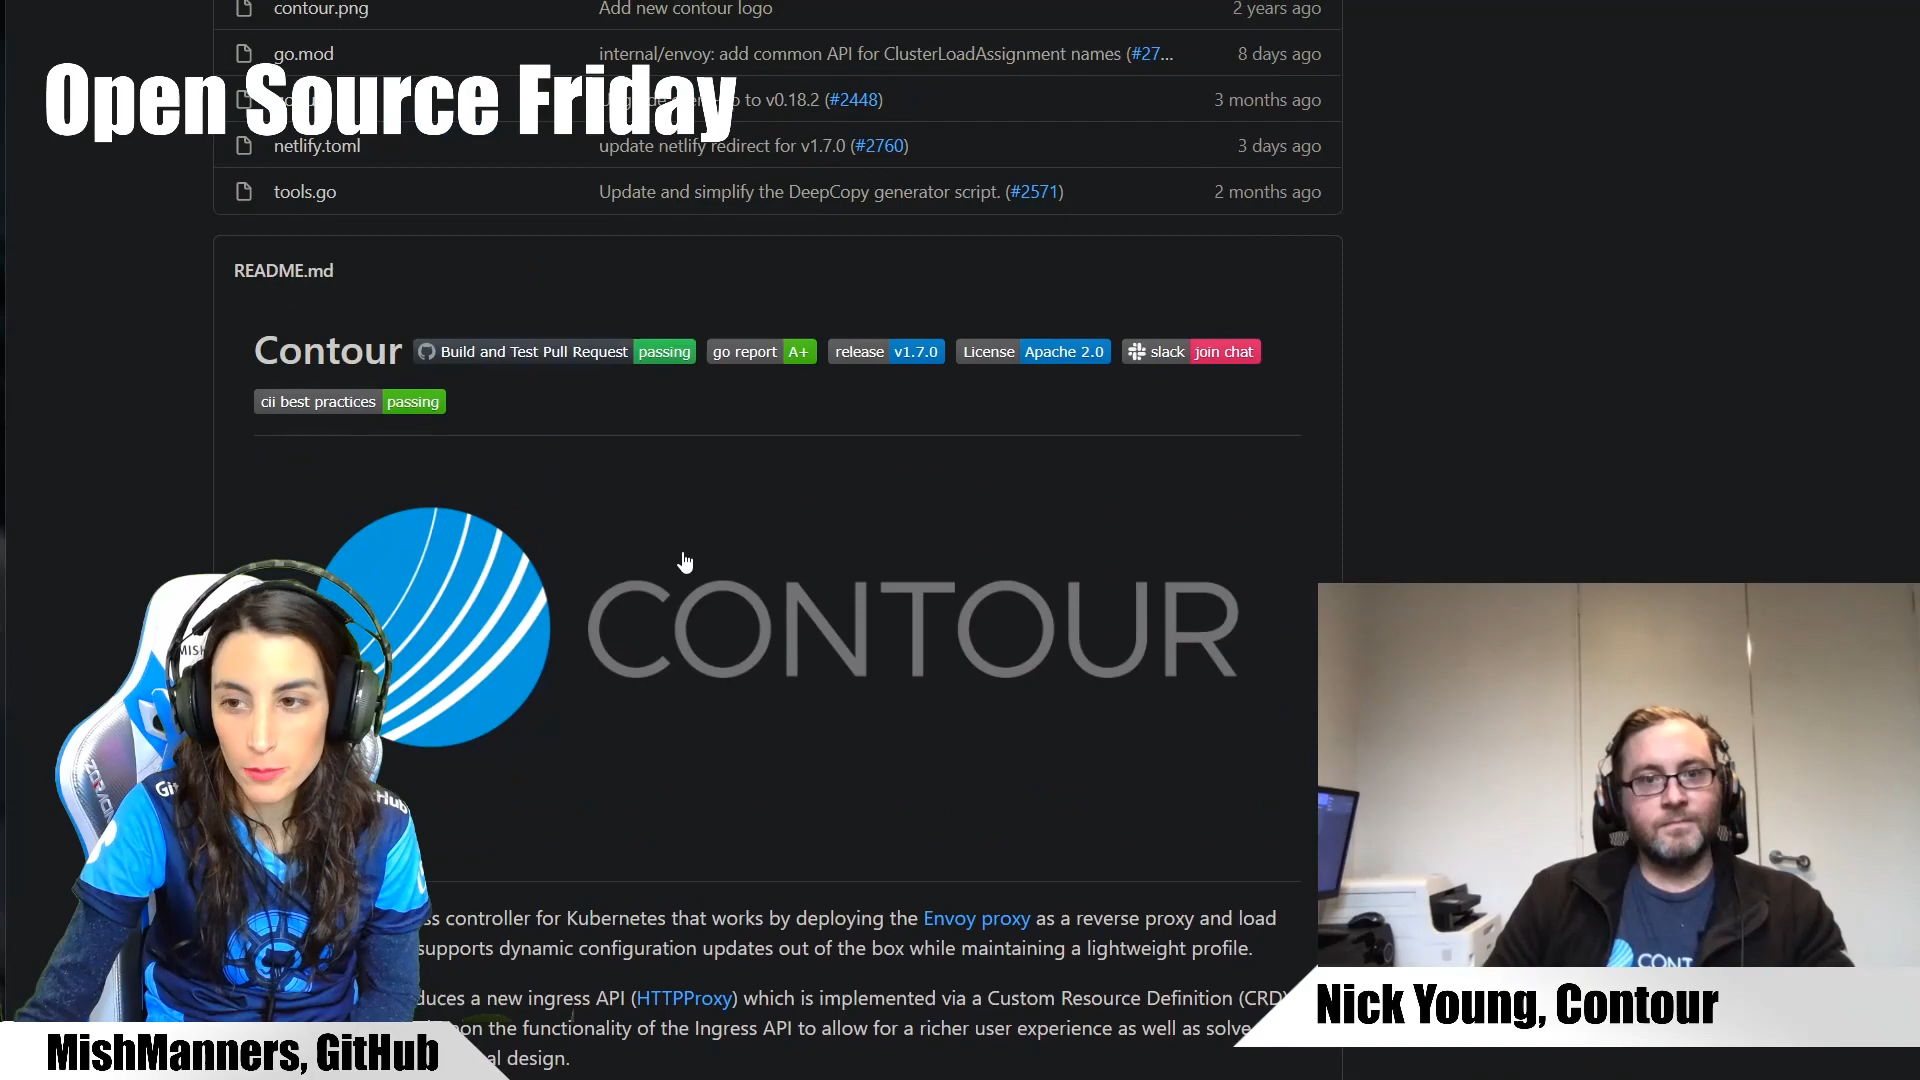 contour.png Add new contour logo 2 years ago
go.mod internal/envoy: add common API for ClusterLoadAssignment names (#27... 8 days ago
Open Source Friday
to v0.18.2 (#2448) 3 months ago
netlify.toml update netlify redirect for v1.7.0 (#2760) 3 days ago
tools.go Update and simplify the DeepCopy generator script. (#2571) 2 months ago
README.md
Contour Build and Test Pull Request passing go report A+ release v1.7.0 License Apache 2.0 slack join chat
cii best practices passing
CONTOUR
controller for Kubernetes that works by deploying the Envoy proxy as a reverse proxy and load
supports dynamic configuration updates out of the box while maintaining a lightweight profile.
duces a new ingress API (HTTPProxy) which is implemented via a Custom Resource Definition (CRD)
the functionality of the Ingress API to allow for a richer user experience as well as solve
design.
CONT
Nick Young, Contour
MishManners, GitHub